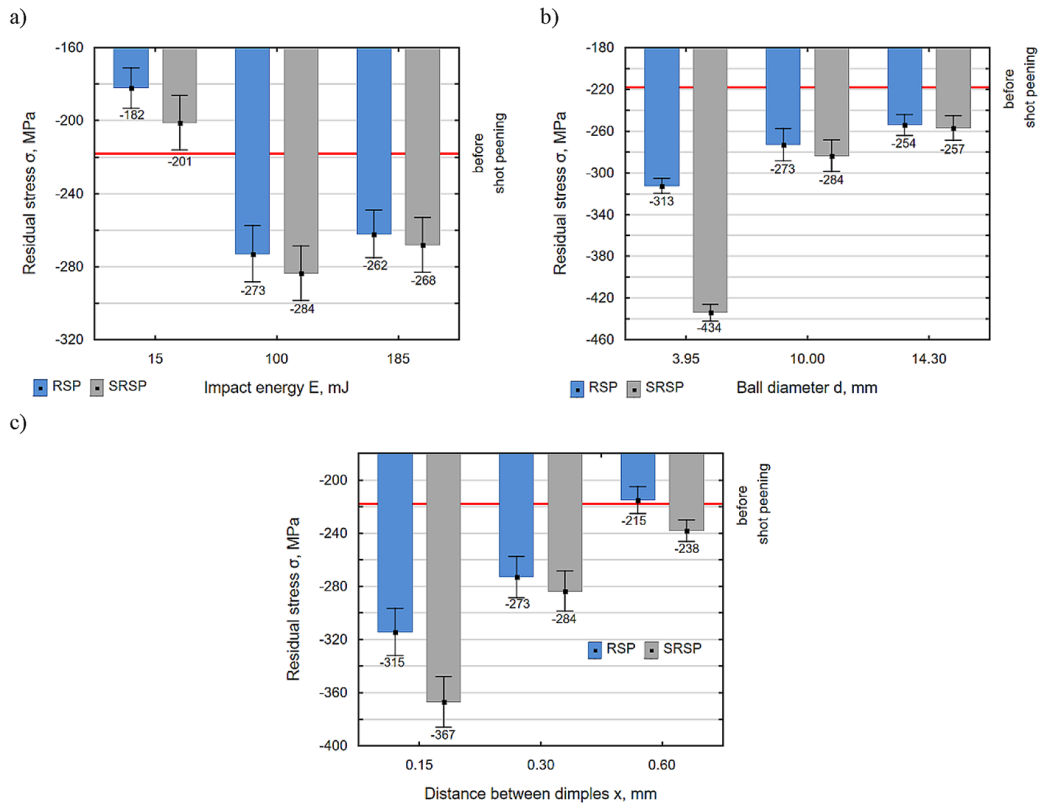 a)
-160
-200
-240
-280
-320
Residual stress σ, MPa
-182
-201
-273
-284
-262
-268
before
shot peening
15 100 185
RSP SRSP Impact energy E, mJ
b)
-180
-220
-260
-300
-340
-380
-420
-460
Residual stress σ, MPa
-313
-434
-273
-284
-254
-257
before
shot peening
3.95 10.00 14.30
RSP SRSP Ball diameter d, mm
c)
-200
-240
-280
-320
-360
-400
Residual stress σ, MPa
-315
-367
-273
-284
-215
-238
RSP SRSP
before
shot peening
0.15 0.30 0.60
Distance between dimples x, mm